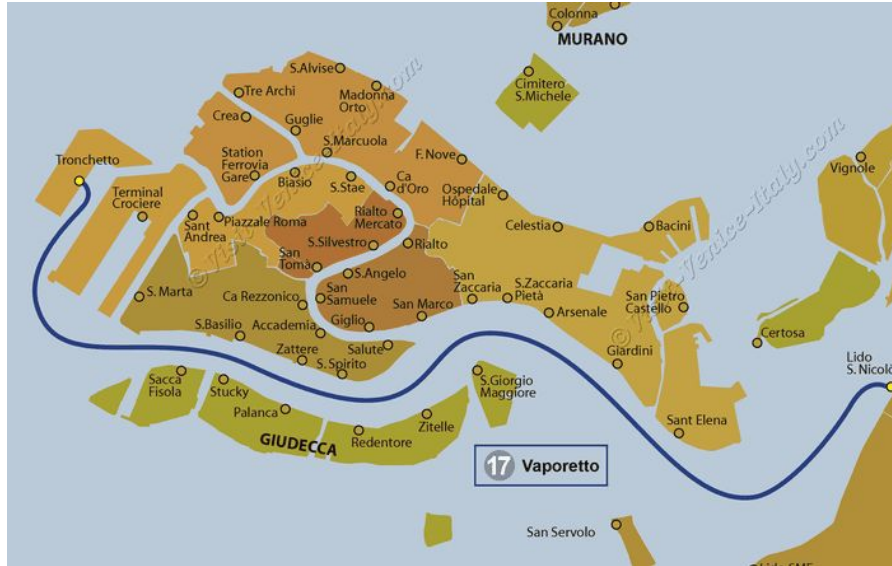 Colonna
MURANO
S.Alvise
Tre Archi
Madonna
Orto
Cimitero
S.Michele
Crea
Guglie
S.Marcuola
Tronchetto
Station
Ferrovia
Gare
F. Nove
Vignole
Biasio
S.Stae
Ca
d'Oro
Ospedale
Hôpital
Terminal
Crociere
Sant
Andrea
Piazzale Roma
Rialto
Mercato
Celestia
Bacini
S.Silvestro
Rialto
San
Tomà
S.Angelo
San
Zaccaria
S.Zaccaria
Pietà
San Pietro
Castello
S. Marta
Ca Rezzonico
San
Samuele
San Marco
Arsenale
S.Basilio
Accademia
Giglio
Certosa
Zattere
Salute
Giardini
S. Spirito
Lido
S. Nicolò
Sacca
Fisola
Stucky
S.Giorgio
Maggiore
Palanca
Zitelle
Sant Elena
GIUDECCA
Redentore
17 Vaporetto
San Servolo